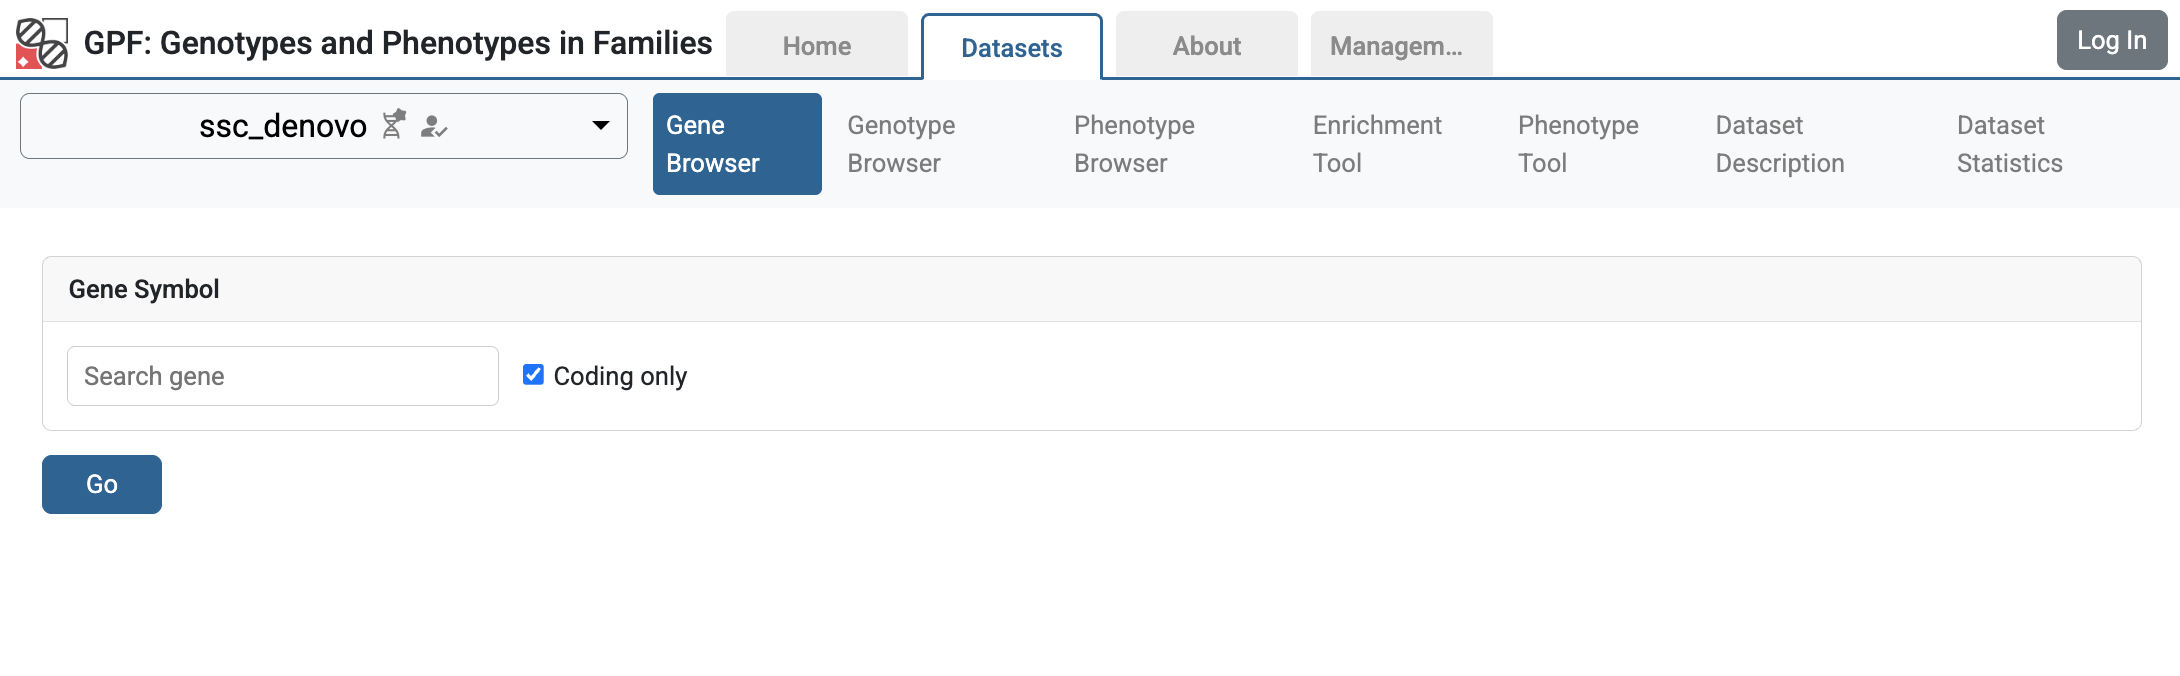 GPF: Genotypes and Phenotypes in Families
Home
Datasets
About
Managem...
Log In
ssc_denovo
Gene
Browser
Genotype
Browser
Phenotype
Browser
Enrichment
Tool
Phenotype
Tool
Dataset
Description
Dataset
Statistics
Gene Symbol
Search gene
Coding only
Go